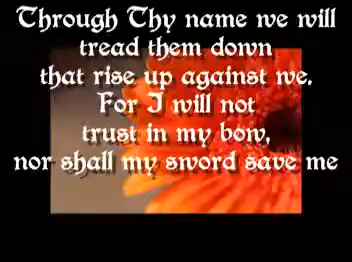 Through Thy name we will
tread them down
that rise up against we.
For I will not
trust in my bow,
nor shall my sword save me